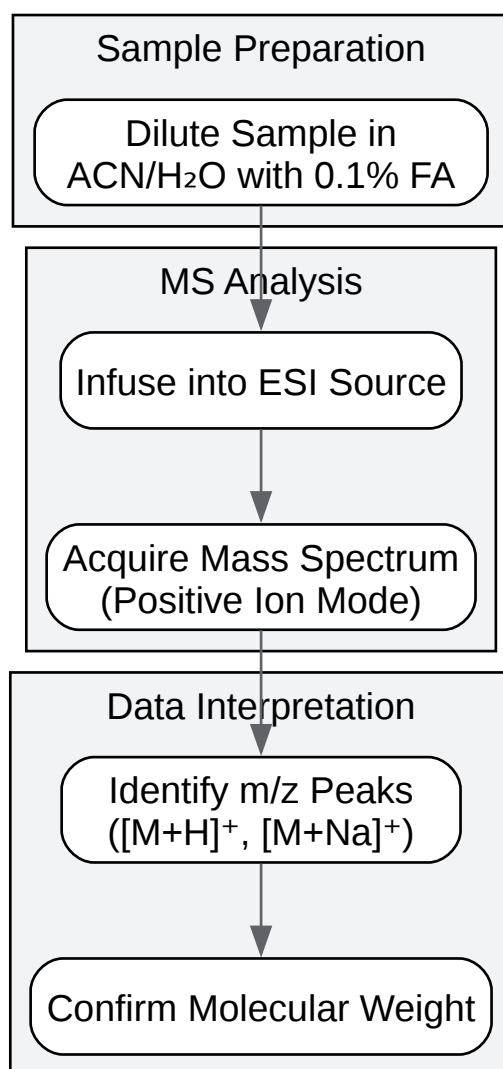 Sample Preparation
Dilute Sample in
ACN/H₂O with 0.1% FA
MS Analysis
Infuse into ESI Source
Acquire Mass Spectrum
(Positive Ion Mode)
Data Interpretation
Identify m/z Peaks
([M+H]⁺, [M+Na]⁺)
Confirm Molecular Weight